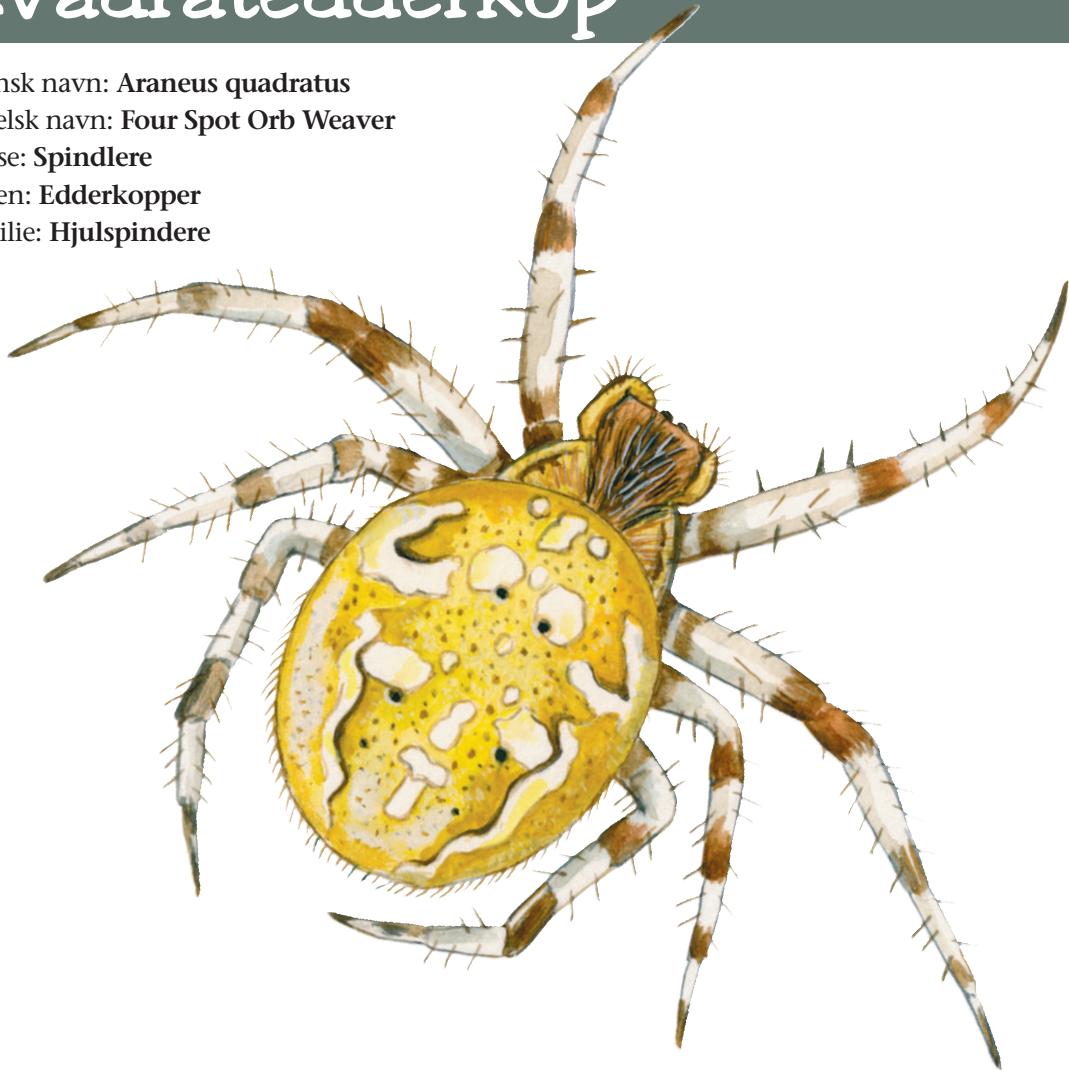 vadratedderkop
nsk navn: Araneus quadratus
elsk navn: Four Spot Orb Weaver
se: Spindlere
en: Edderkopper
ilie: Hjulspindere